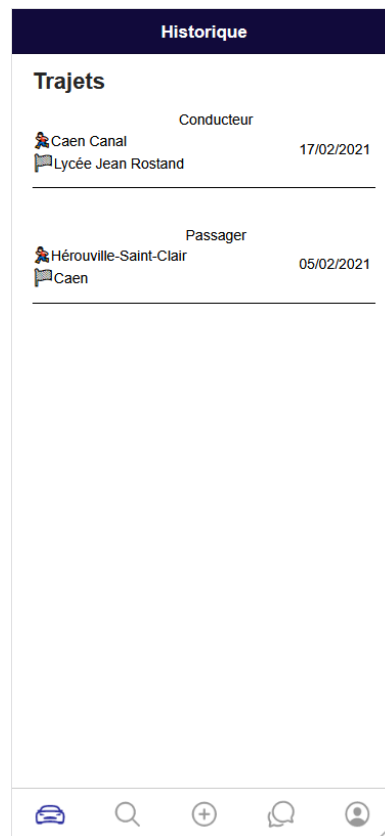 Historique
Trajets
Conducteur
Caen Canal
17/02/2021
Lycée Jean Rostand
Passager
Hérouville-Saint-Clair
05/02/2021
Caen